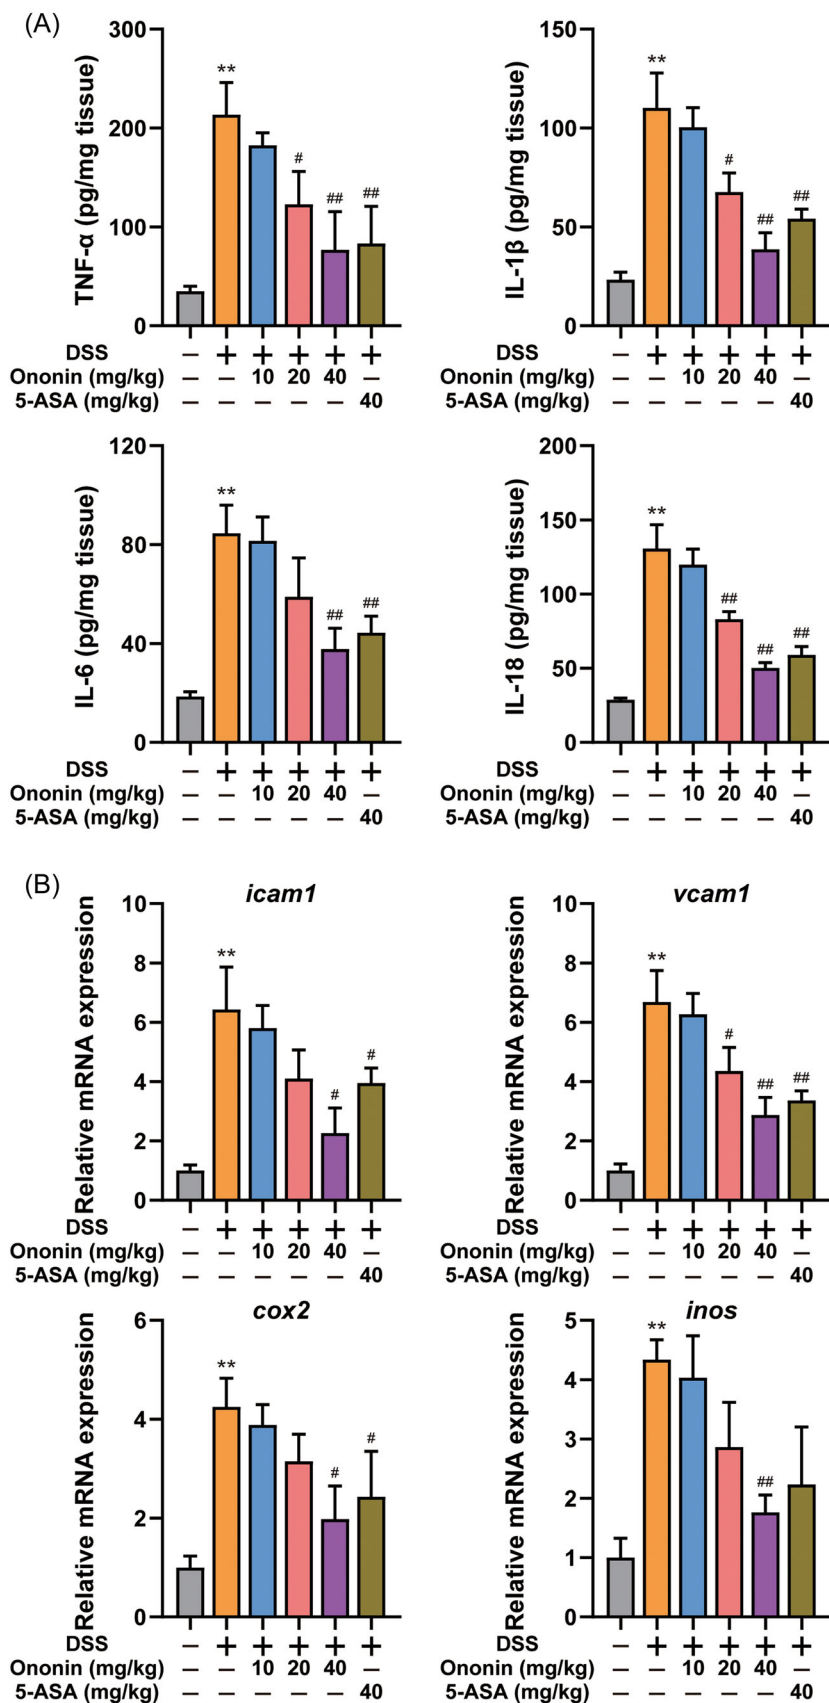 (A)
TNF-α (pg/mg tissue)
300
200
100
0
** # ## ##
DSS − + + + + +
Ononin (mg/kg) − − 10 20 40 −
5-ASA (mg/kg) − − − − − 40
IL-1β (pg/mg tissue)
150
100
50
0
** # ## ##
DSS − + + + + +
Ononin (mg/kg) − − 10 20 40 −
5-ASA (mg/kg) − − − − − 40
IL-6 (pg/mg tissue)
120
80
40
0
** ## ##
DSS − + + + + +
Ononin (mg/kg) − − 10 20 40 −
5-ASA (mg/kg) − − − − − 40
IL-18 (pg/mg tissue)
200
150
100
50
0
** ## ## ##
DSS − + + + + +
Ononin (mg/kg) − − 10 20 40 −
5-ASA (mg/kg) − − − − − 40
(B)
icam1
Relative mRNA expression
10
8
6
4
2
0
** # #
DSS − + + + + +
Ononin (mg/kg) − − 10 20 40 −
5-ASA (mg/kg) − − − − − 40
vcam1
Relative mRNA expression
10
8
6
4
2
0
** # ## ##
DSS − + + + + +
Ononin (mg/kg) − − 10 20 40 −
5-ASA (mg/kg) − − − − − 40
cox2
Relative mRNA expression
6
4
2
0
** # #
DSS − + + + + +
Ononin (mg/kg) − − 10 20 40 −
5-ASA (mg/kg) − − − − − 40
inos
Relative mRNA expression
5
4
3
2
1
0
** ##
DSS − + + + + +
Ononin (mg/kg) − − 10 20 40 −
5-ASA (mg/kg) − − − − − 40